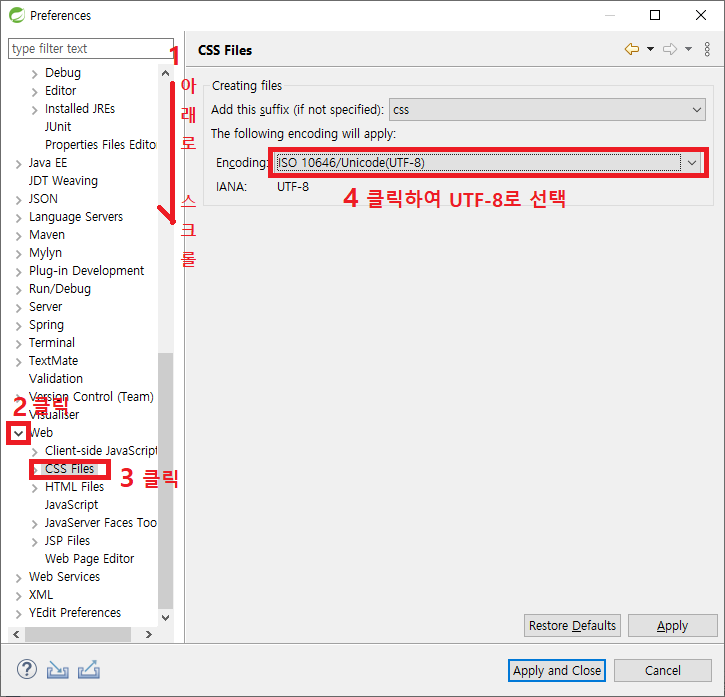 Preferences
type filter text
1
아래로 스크롤
Debug
Editor
Installed JREs
JUnit
Properties Files Editor
Java EE
JDT Weaving
JSON
Language Servers
Maven
Mylyn
Plug-in Development
Run/Debug
Server
Spring
Terminal
TextMate
Validation
Version Control (Team)
2 클릭
Visualiser
Web
Client-side JavaScript
CSS Files
3 클릭
HTML Files
JavaScript
JavaServer Faces Too
JSP Files
Web Page Editor
Web Services
XML
YEdit Preferences
CSS Files
Creating files
Add this suffix (if not specified): css
The following encoding will apply:
Encoding: ISO 10646/Unicode(UTF-8)
IANA: UTF-8
4 클릭하여 UTF-8로 선택
Restore Defaults
Apply
Apply and Close
Cancel